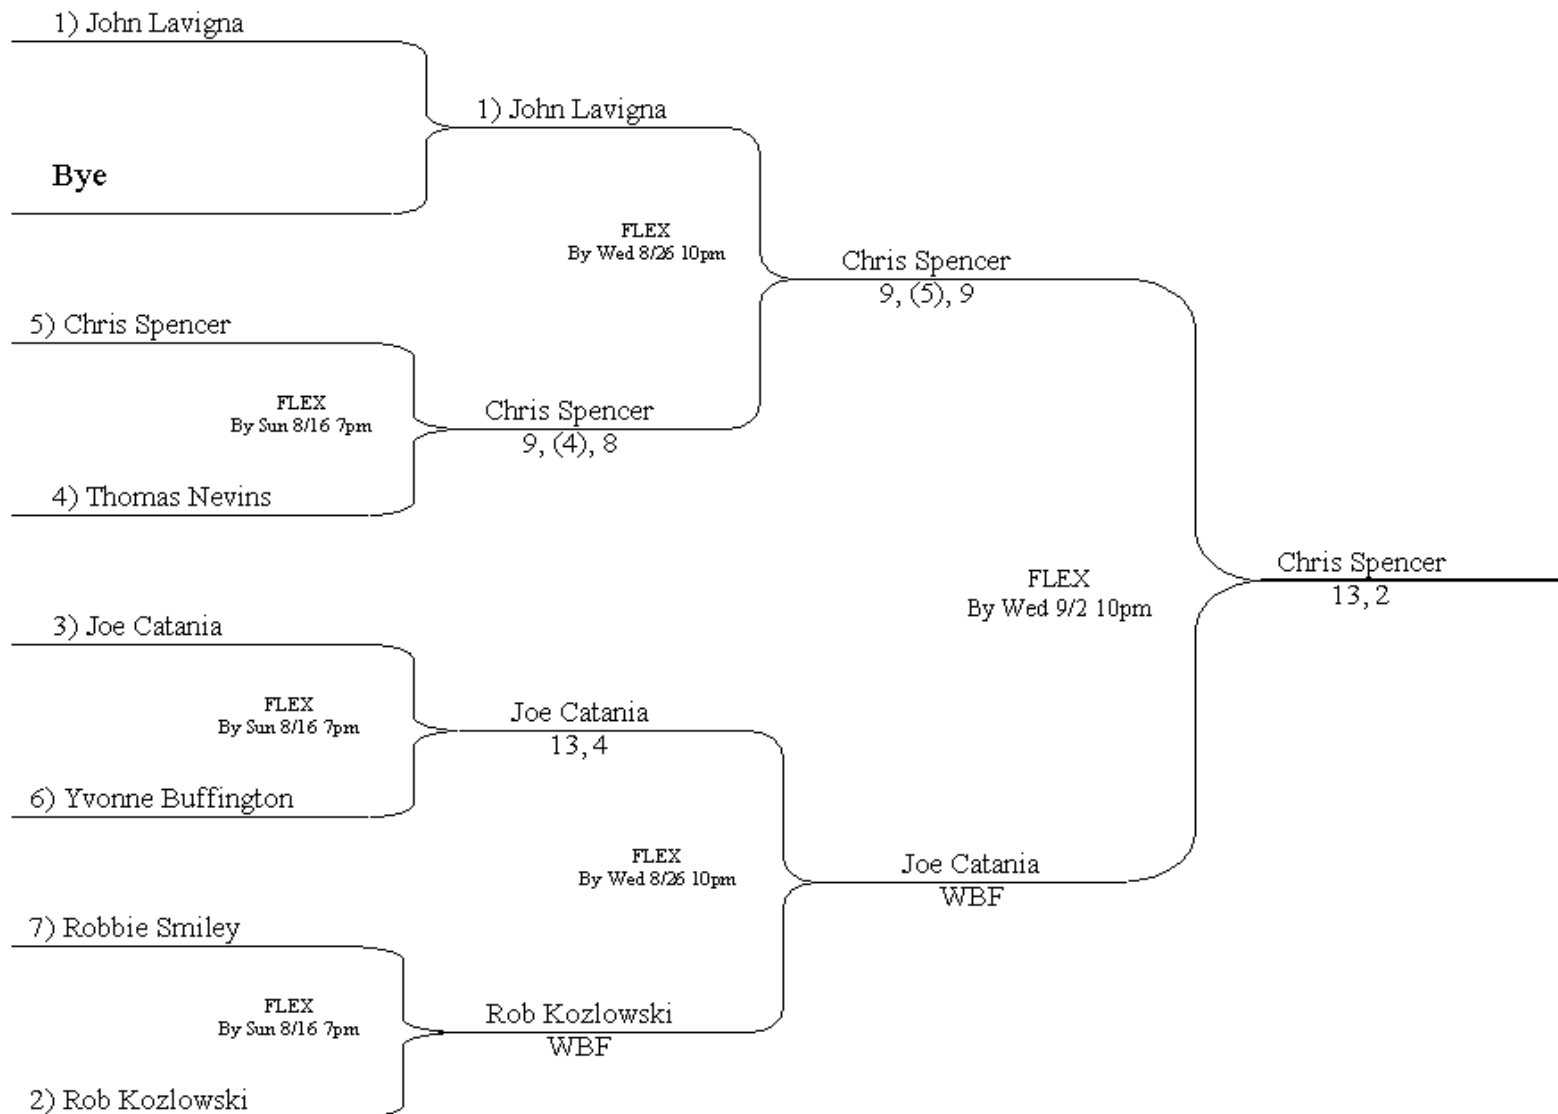 1) John Lavigna
1) John Lavigna
Bye
FLEX
By Wed 8/26 10pm
Chris Spencer
9, (5), 9
5) Chris Spencer
FLEX
By Sun 8/16 7pm
Chris Spencer
9, (4), 8
4) Thomas Nevins
FLEX
By Wed 9/2 10pm
Chris Spencer
13, 2
3) Joe Catania
FLEX
By Sun 8/16 7pm
Joe Catania
13, 4
6) Yvonne Buffington
FLEX
By Wed 8/26 10pm
Joe Catania
WBF
7) Robbie Smiley
FLEX
By Sun 8/16 7pm
Rob Kozlowski
WBF
2) Rob Kozlowski